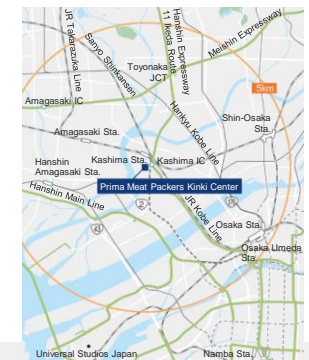 JR Takarazuka Line
Sanyo Shinkansen
Hanshin Expressway
11 Ikeda Route
Meishin Expressway
Toyonaka
JCT
5km
Amagasaki IC
Hankyu Kobe Line
Shin-Osaka
Sta.
Amagasaki Sta.
Hanshin
Amagasaki Sta.
Kashima Sta.
Kashima IC
Prima Meat Packers Kinki Center
Hanshin Main Line
JR Kobe Line
2
43
Osaka Sta.
Osaka Umeda
Sta.
Universal Studios Japan
Namba Sta.